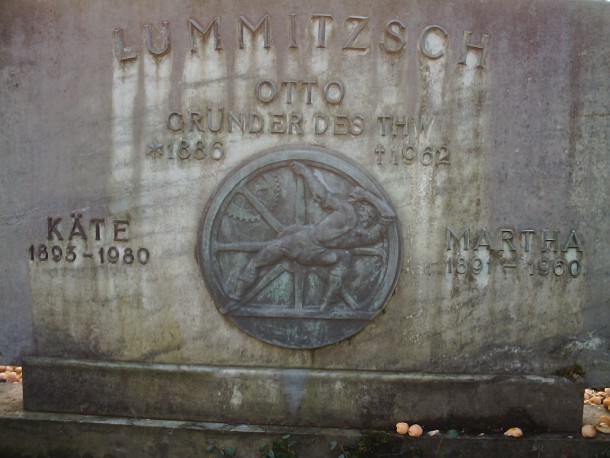 LUMMITZSCH
OTTO
GRÜNDER DES THW
*1886 †1962
KÄTE
1893-1980
MARTHA
1891-1960